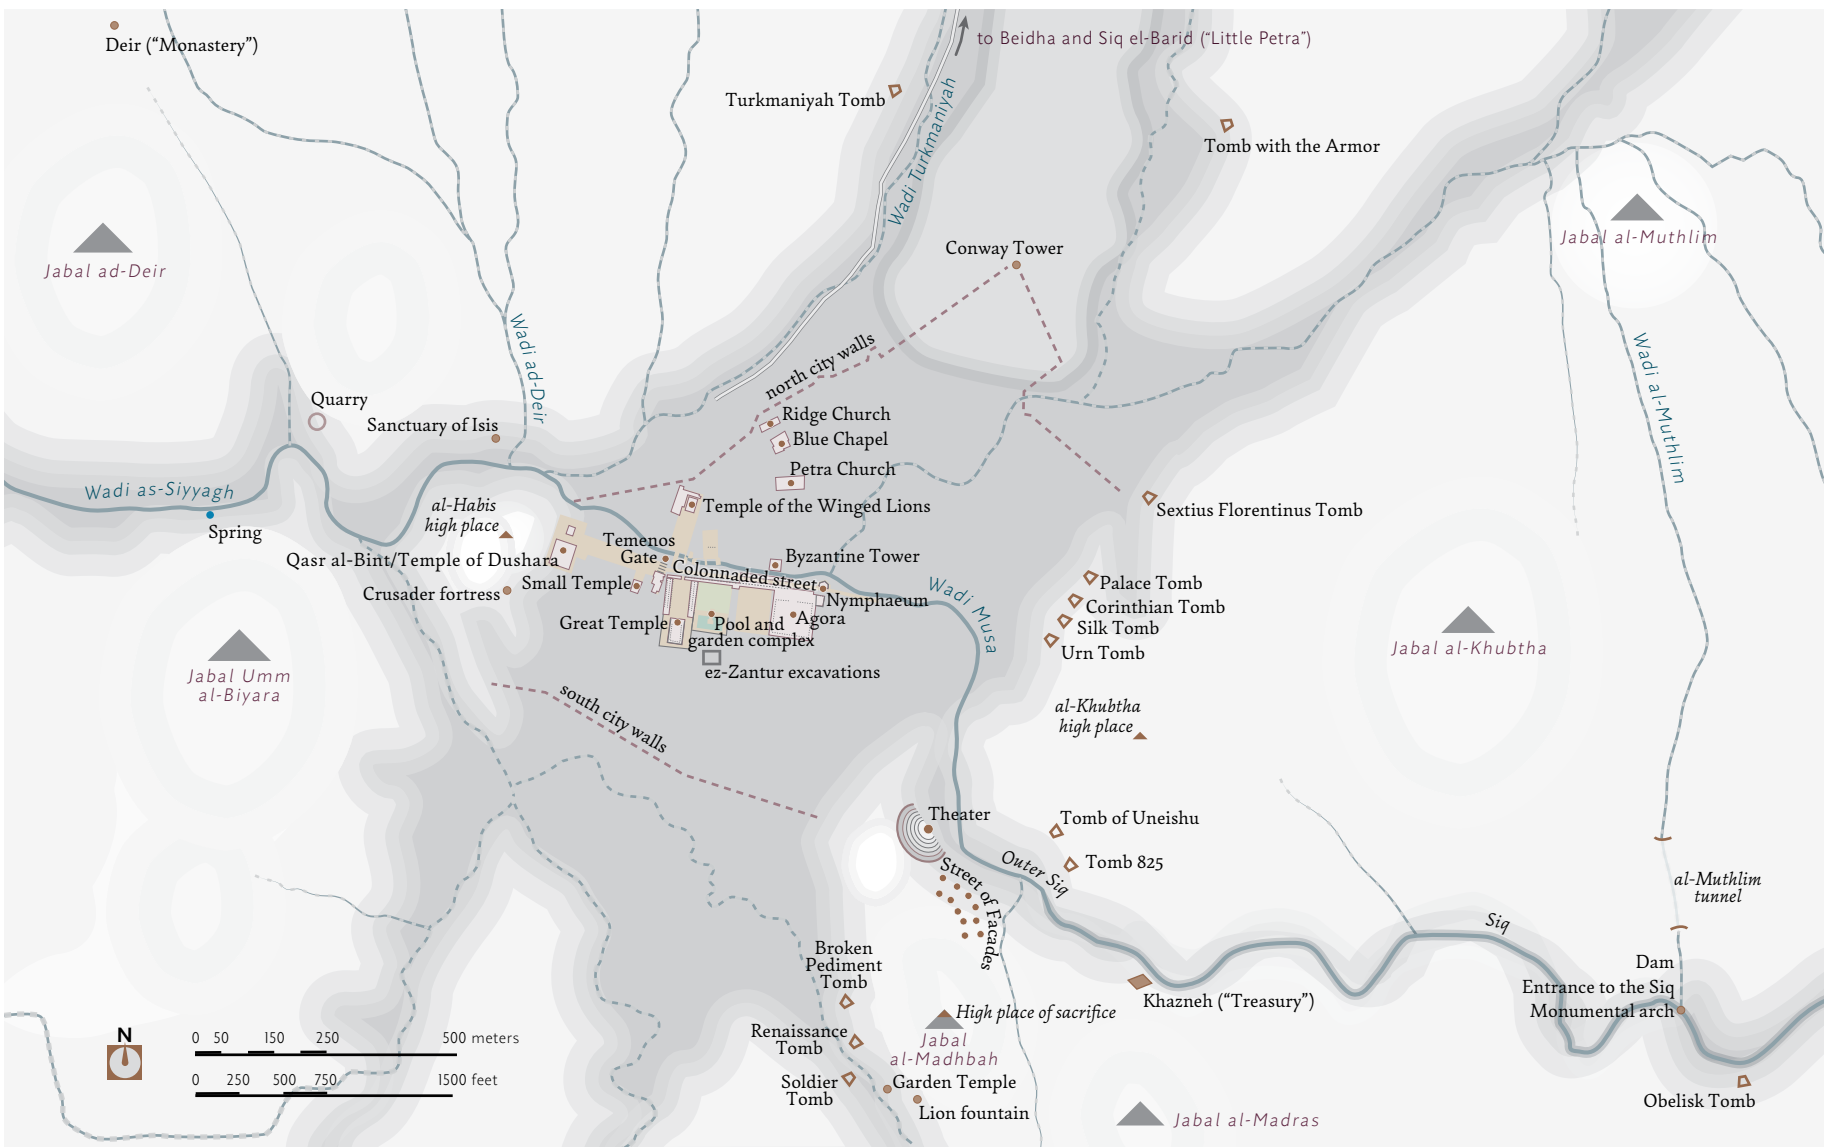 Deir (“Monastery”)
to Beidha and Siq el-Barid (“Little Petra”)
Turkmaniyah Tomb
Wadi Turkmaniyah
Tomb with the Armor
Jabal ad-Deir
Conway Tower
Jabal al-Muthlim
Wadi ad-Deir
north city walls
Wadi al-Muthlim
Quarry
Sanctuary of Isis
Ridge Church
Blue Chapel
Petra Church
Wadi as-Siyyagh
Spring
al-Habis
high place
Temple of the Winged Lions
Sextius Florentinus Tomb
Qasr al-Bint/Temple of Dushara
Temenos
Gate
Byzantine Tower
Colonnaded street
Crusader fortress
Small Temple
Nymphaeum
Wadi Musa
Palace Tomb
Corinthian Tomb
Silk Tomb
Urn Tomb
Great Temple
Pool and
garden complex
Agora
ez-Zantur excavations
Jabal Umm
al-Biyara
Jabal al-Khubtha
south city walls
al-Khubtha
high place
Theater
Tomb of Uneishu
Tomb 825
Outer Siq
Street of Facades
al-Muthlim
tunnel
Siq
Broken
Pediment
Tomb
Dam
Entrance to the Siq
Monumental arch
Khazneh (“Treasury”)
High place of sacrifice
Jabal
al-Madhbah
Renaissance
Tomb
Soldier
Tomb
Garden Temple
Lion fountain
Jabal al-Madras
Obelisk Tomb
N
0 50 150 250 500 meters
0 250 500 750 1500 feet